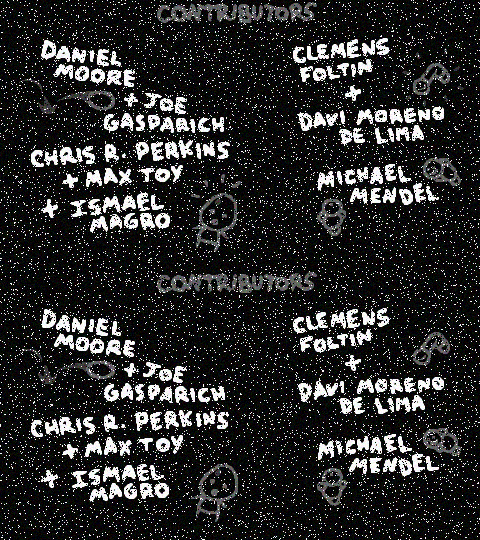 CONTRIBUTORS
DANIEL
MOORE
+ JOE
GASPARICH
CHRIS R. PERKINS
+ MAX TOY
+ ISMAEL
MAGRO
CLEMENS
FOLTIN
+
DAVI MORENO
DE LIMA
MICHAEL
MENDEL
CONTRIBUTORS
DANIEL
MOORE
+ JOE
GASPARICH
CHRIS R. PERKINS
+ MAX TOY
+ ISMAEL
MAGRO
CLEMENS
FOLTIN
+
DAVI MORENO
DE LIMA
MICHAEL
MENDEL